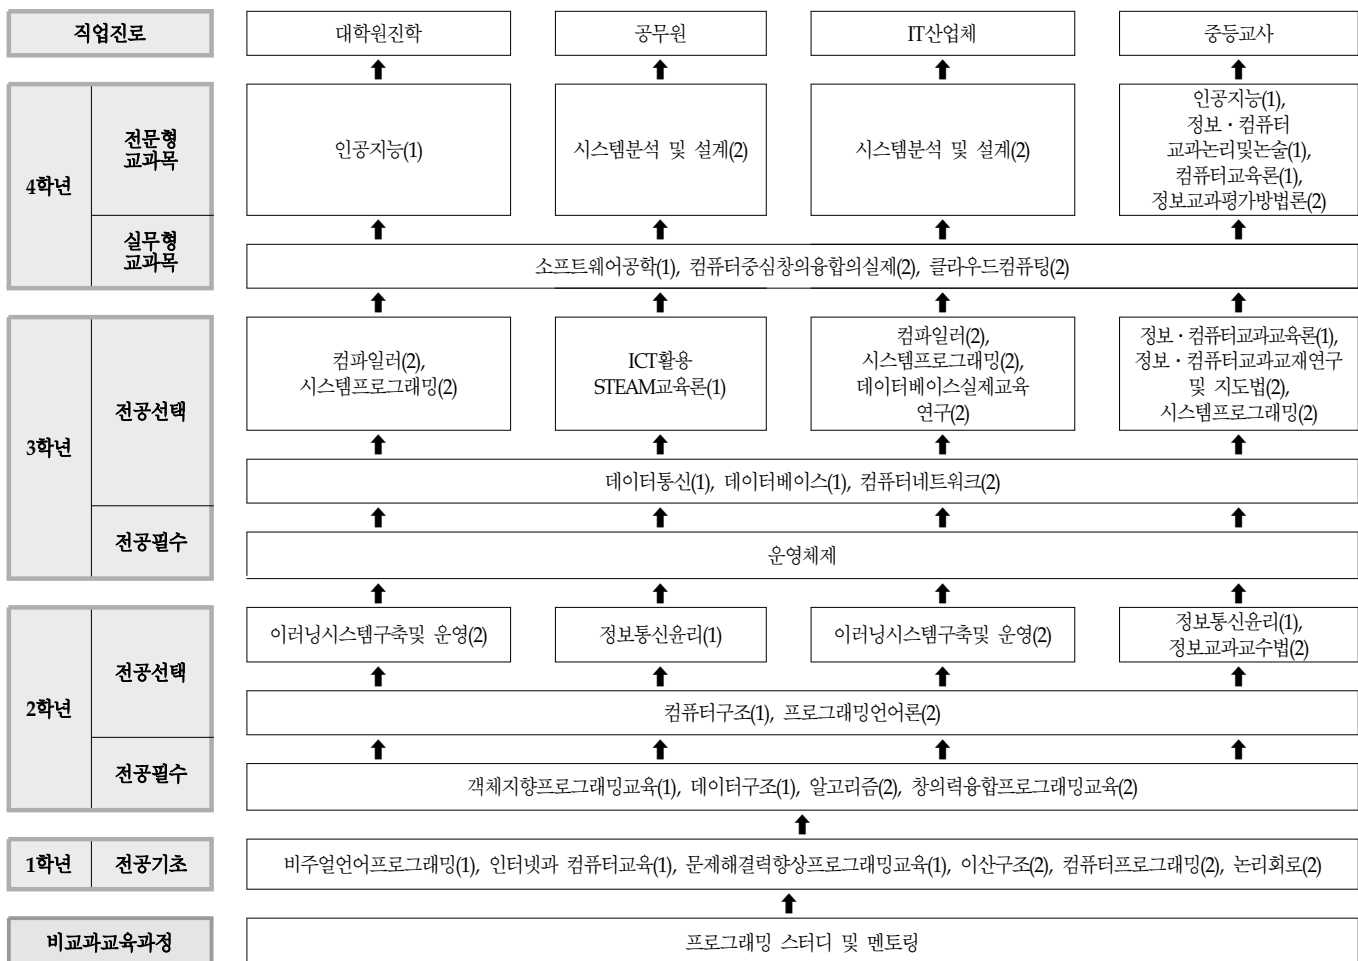 직업진로
대학원진학
공무원
IT산업체
중등교사
4학년
전문형
교과목
인공지능(1)
시스템분석 및 설계(2)
시스템분석 및 설계(2)
인공지능(1),
정보·컴퓨터
교과논리및논술(1),
컴퓨터교육론(1),
정보교과평가방법론(2)
실무형
교과목
소프트웨어공학(1), 컴퓨터중심창의융합의실제(2), 클라우드컴퓨팅(2)
3학년
전공선택
컴파일러(2),
시스템프로그래밍(2)
ICT활용
STEAM교육론(1)
컴파일러(2),
시스템프로그래밍(2),
데이터베이스실제교육
연구(2)
정보·컴퓨터교과교육론(1),
정보·컴퓨터교과교재연구
및 지도법(2),
시스템프로그래밍(2)
데이터통신(1), 데이터베이스(1), 컴퓨터네트워크(2)
전공필수
운영체제
2학년
전공선택
이러닝시스템구축및 운영(2)
정보통신윤리(1)
이러닝시스템구축및 운영(2)
정보통신윤리(1),
정보교과교수법(2)
컴퓨터구조(1), 프로그래밍언어론(2)
전공필수
객체지향프로그래밍교육(1), 데이터구조(1), 알고리즘(2), 창의력융합프로그래밍교육(2)
1학년
전공기초
비주얼언어프로그래밍(1), 인터넷과 컴퓨터교육(1), 문제해결력향상프로그래밍교육(1), 이산구조(2), 컴퓨터프로그래밍(2), 논리회로(2)
비교과교육과정
프로그래밍 스터디 및 멘토링